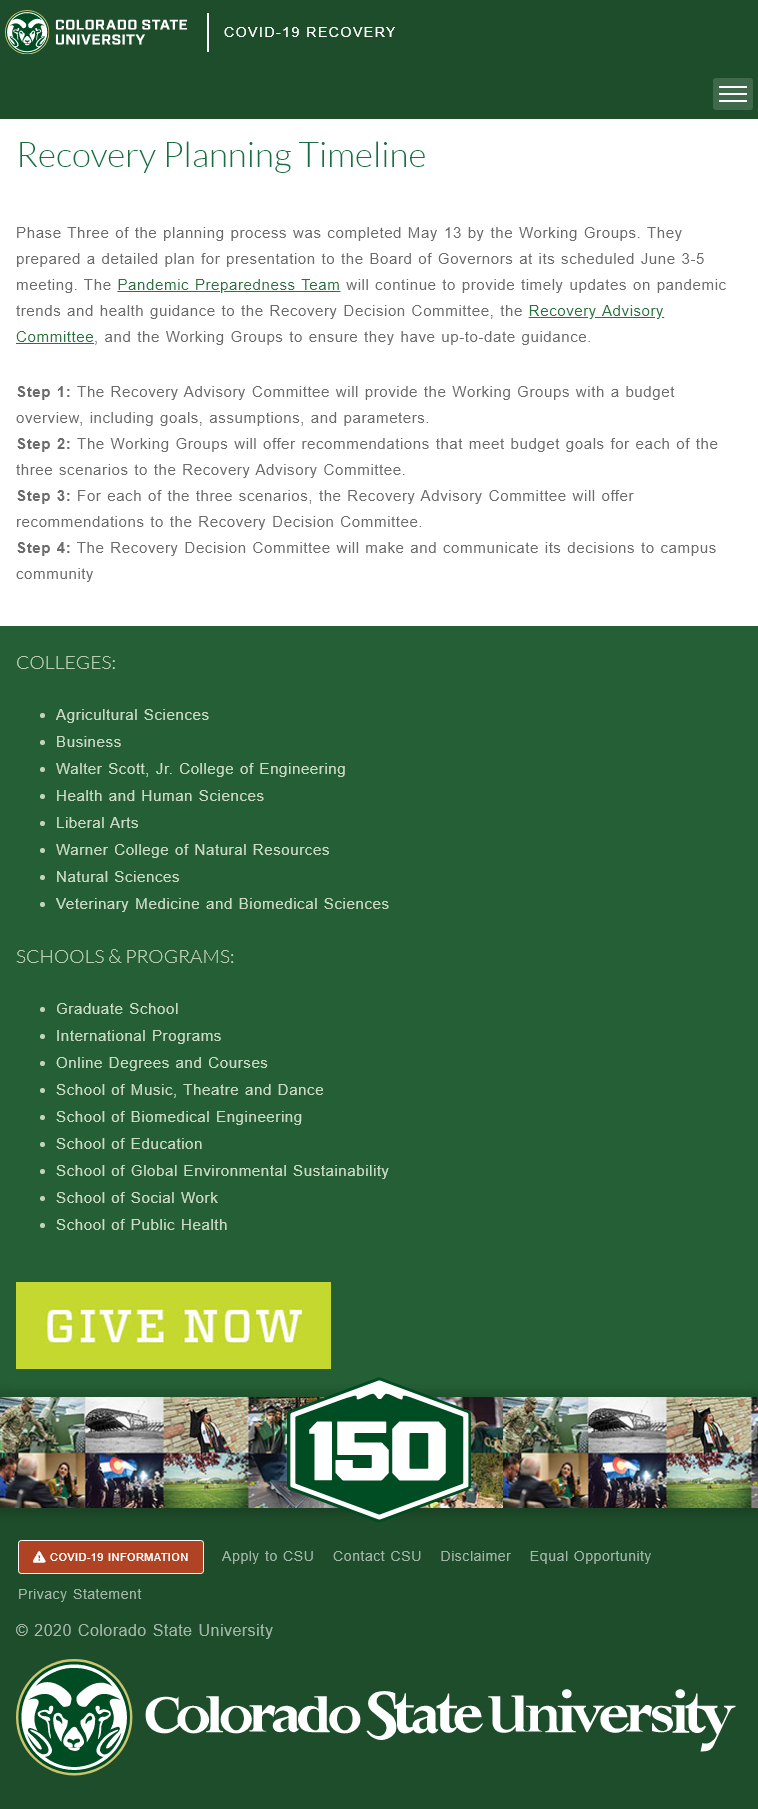 COLORADO STATE
UNIVERSITY
COVID-19 RECOVERY
Recovery Planning Timeline
Phase Three of the planning process was completed May 13 by the Working Groups. They
prepared a detailed plan for presentation to the Board of Governors at its scheduled June 3-5
meeting. The Pandemic Preparedness Team will continue to provide timely updates on pandemic
trends and health guidance to the Recovery Decision Committee, the Recovery Advisory
Committee, and the Working Groups to ensure they have up-to-date guidance.
Step 1: The Recovery Advisory Committee will provide the Working Groups with a budget
overview, including goals, assumptions, and parameters.
Step 2: The Working Groups will offer recommendations that meet budget goals for each of the
three scenarios to the Recovery Advisory Committee.
Step 3: For each of the three scenarios, the Recovery Advisory Committee will offer
recommendations to the Recovery Decision Committee.
Step 4: The Recovery Decision Committee will make and communicate its decisions to campus
community
COLLEGES:
Agricultural Sciences
Business
Walter Scott, Jr. College of Engineering
Health and Human Sciences
Liberal Arts
Warner College of Natural Resources
Natural Sciences
Veterinary Medicine and Biomedical Sciences
SCHOOLS & PROGRAMS:
Graduate School
International Programs
Online Degrees and Courses
School of Music, Theatre and Dance
School of Biomedical Engineering
School of Education
School of Global Environmental Sustainability
School of Social Work
School of Public Health
GIVE NOW
150
COVID-19 INFORMATION Apply to CSU Contact CSU Disclaimer Equal Opportunity
Privacy Statement
© 2020 Colorado State University
Colorado State University